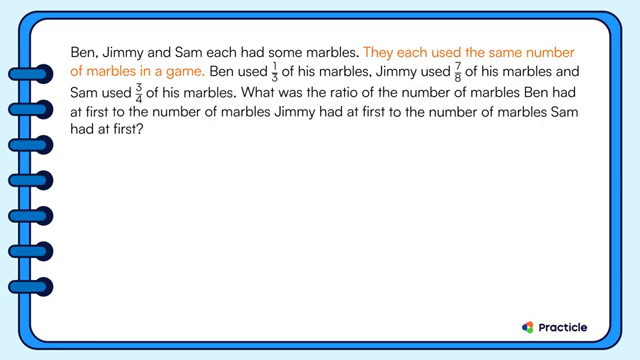 Ben, Jimmy and Sam each had some marbles. They each used the same number
of marbles in a game. Ben used 1/3 of his marbles, Jimmy used 7/8 of his marbles and
Sam used 3/4 of his marbles. What was the ratio of the number of marbles Ben had
at first to the number of marbles Jimmy had at first to the number of marbles Sam
had at first?
Practicle